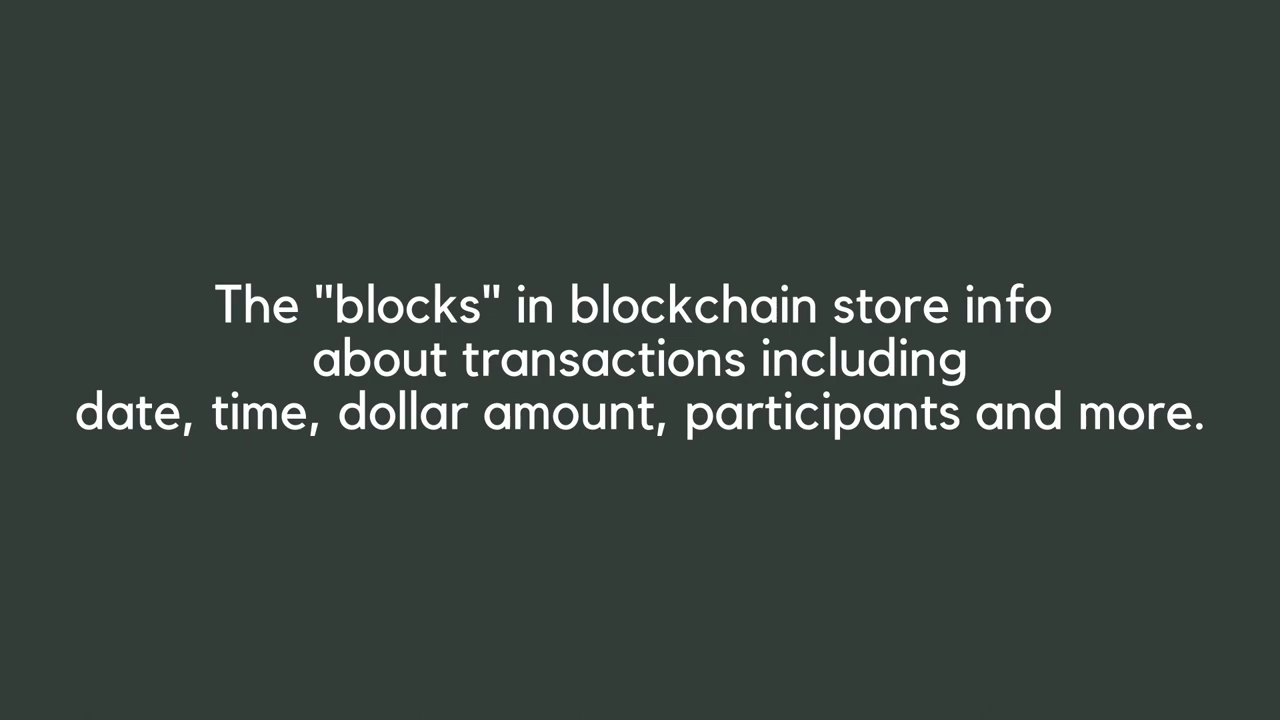 The "blocks" in blockchain store info
about transactions including
date, time, dollar amount, participants and more.